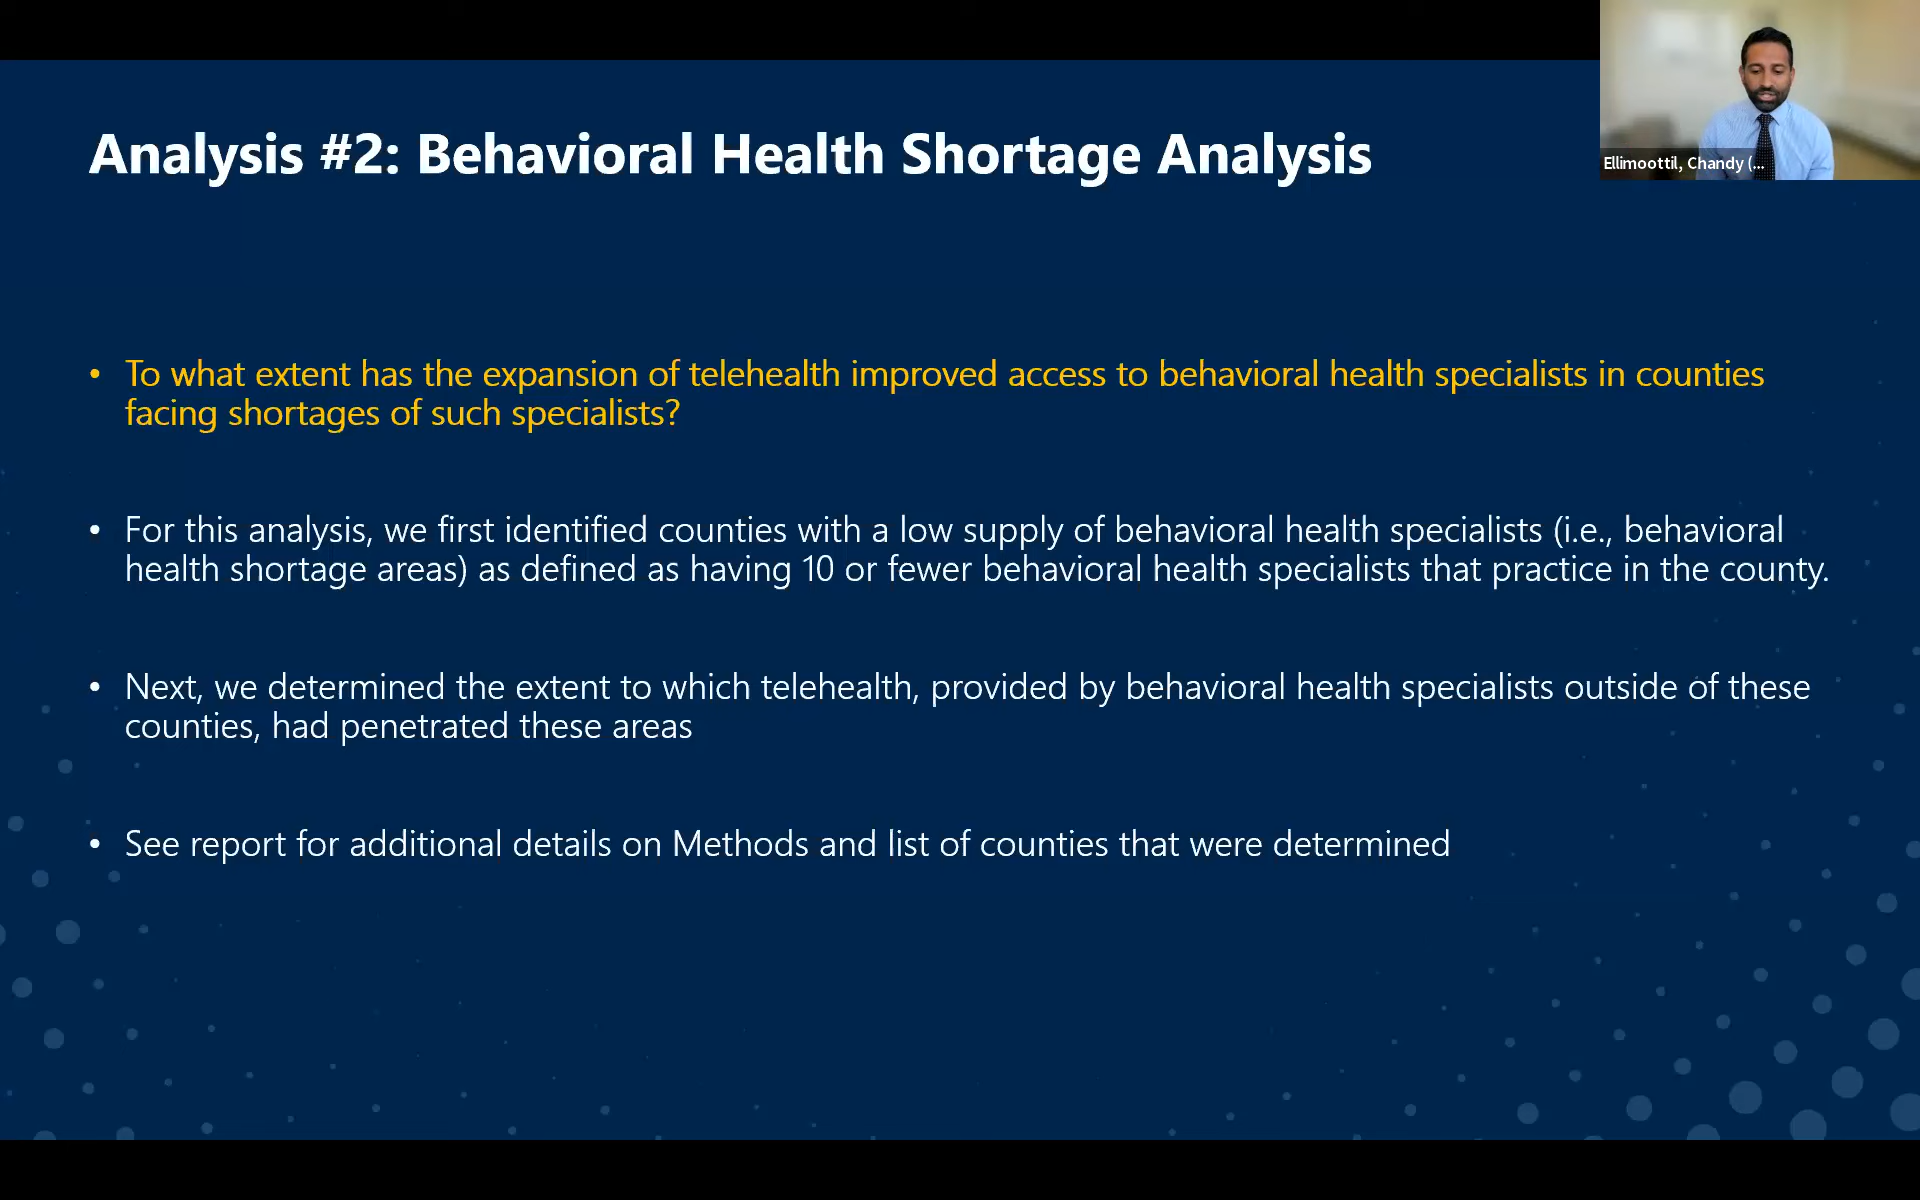 Analysis #2: Behavioral Health Shortage Analysis
Ellimoottil, Chandy (...
• To what extent has the expansion of telehealth improved access to behavioral health specialists in counties
facing shortages of such specialists?
• For this analysis, we first identified counties with a low supply of behavioral health specialists (i.e., behavioral
health shortage areas) as defined as having 10 or fewer behavioral health specialists that practice in the county.
• Next, we determined the extent to which telehealth, provided by behavioral health specialists outside of these
counties, had penetrated these areas
• See report for additional details on Methods and list of counties that were determined